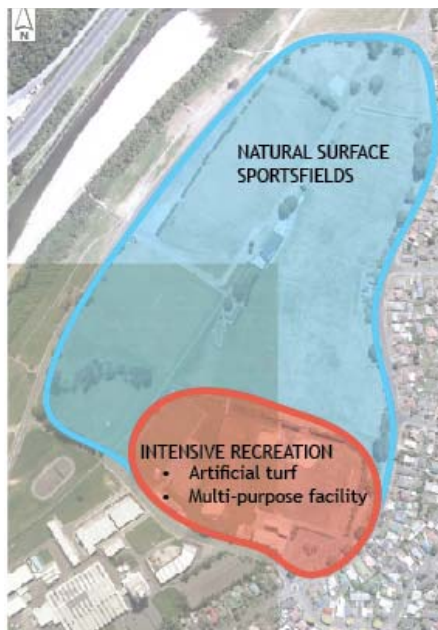 N
NATURAL SURFACE
SPORTSFIELDS
INTENSIVE RECREATION
• Artificial turf
• Multi-purpose facility